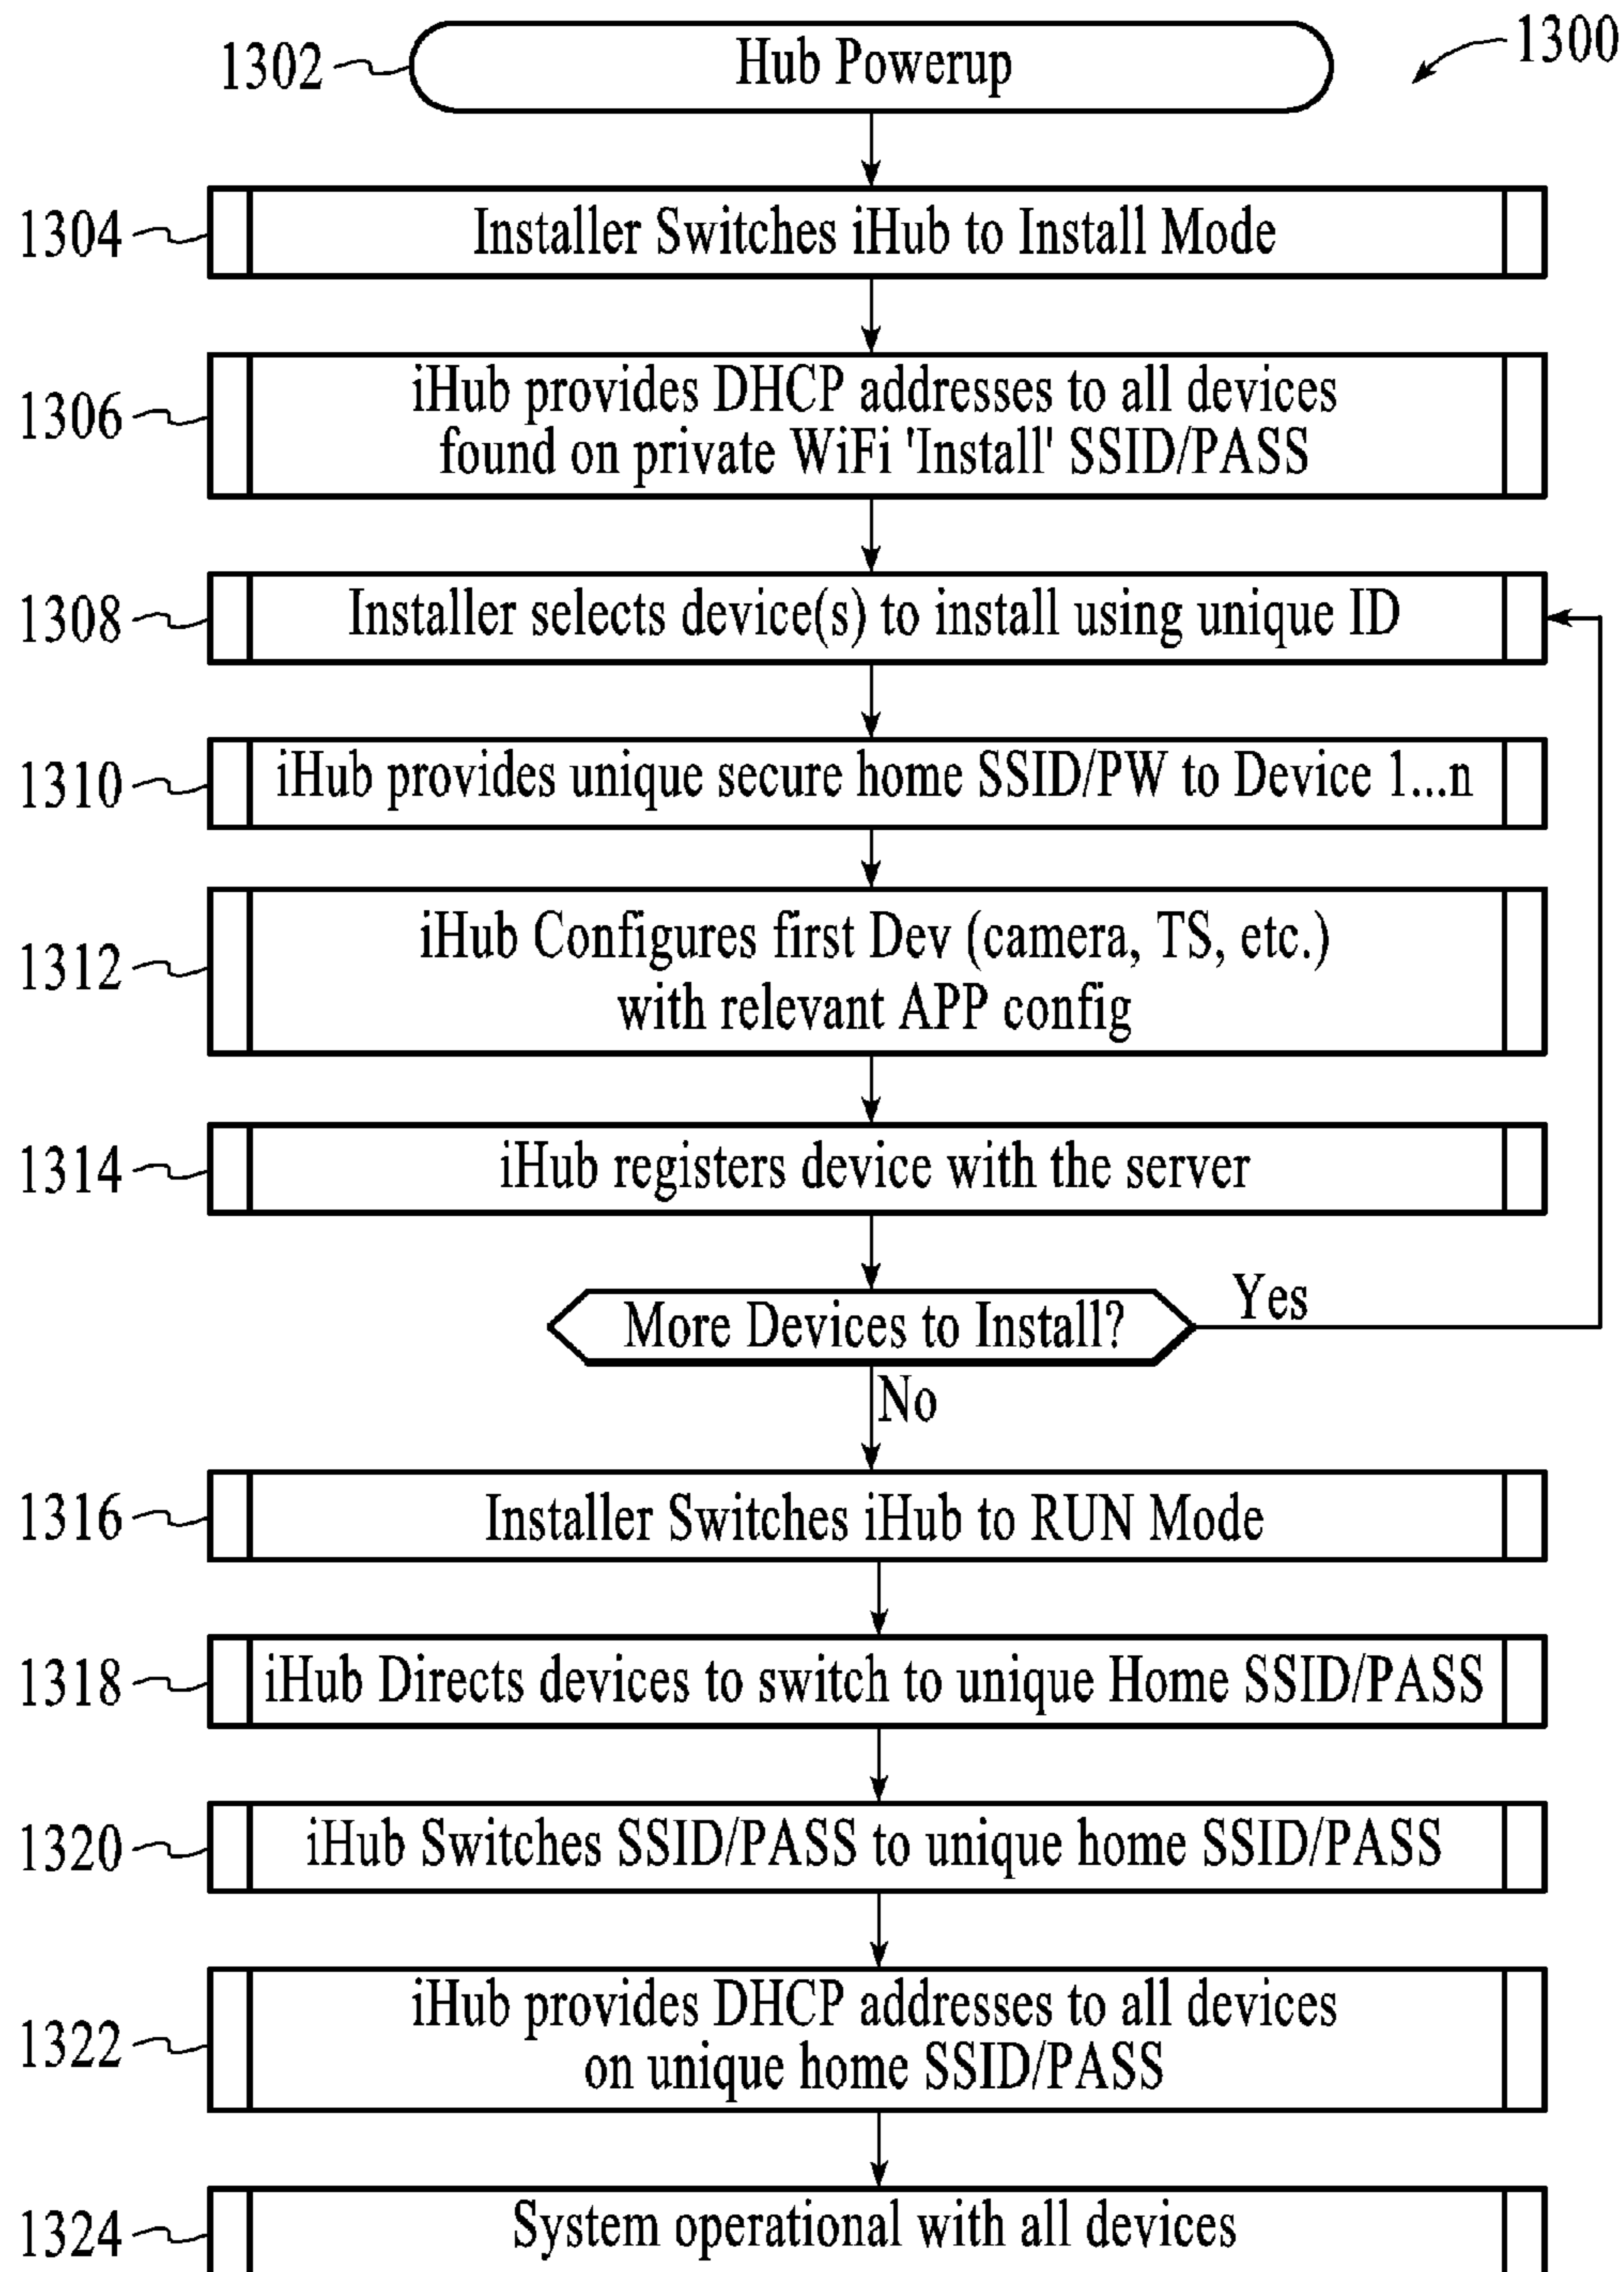 1302
Hub Powerup
1300
1304
Installer Switches iHub to Install Mode
1306
iHub provides DHCP addresses to all devices
found on private WiFi 'Install' SSID/PASS
1308
Installer selects device(s) to install using unique ID
1310
iHub provides unique secure home SSID/PW to Device 1...n
1312
iHub Configures first Dev (camera, TS, etc.)
with relevant APP config
1314
iHub registers device with the server
More Devices to Install?
Yes
No
1316
Installer Switches iHub to RUN Mode
1318
iHub Directs devices to switch to unique Home SSID/PASS
1320
iHub Switches SSID/PASS to unique home SSID/PASS
1322
iHub provides DHCP addresses to all devices
on unique home SSID/PASS
1324
System operational with all devices